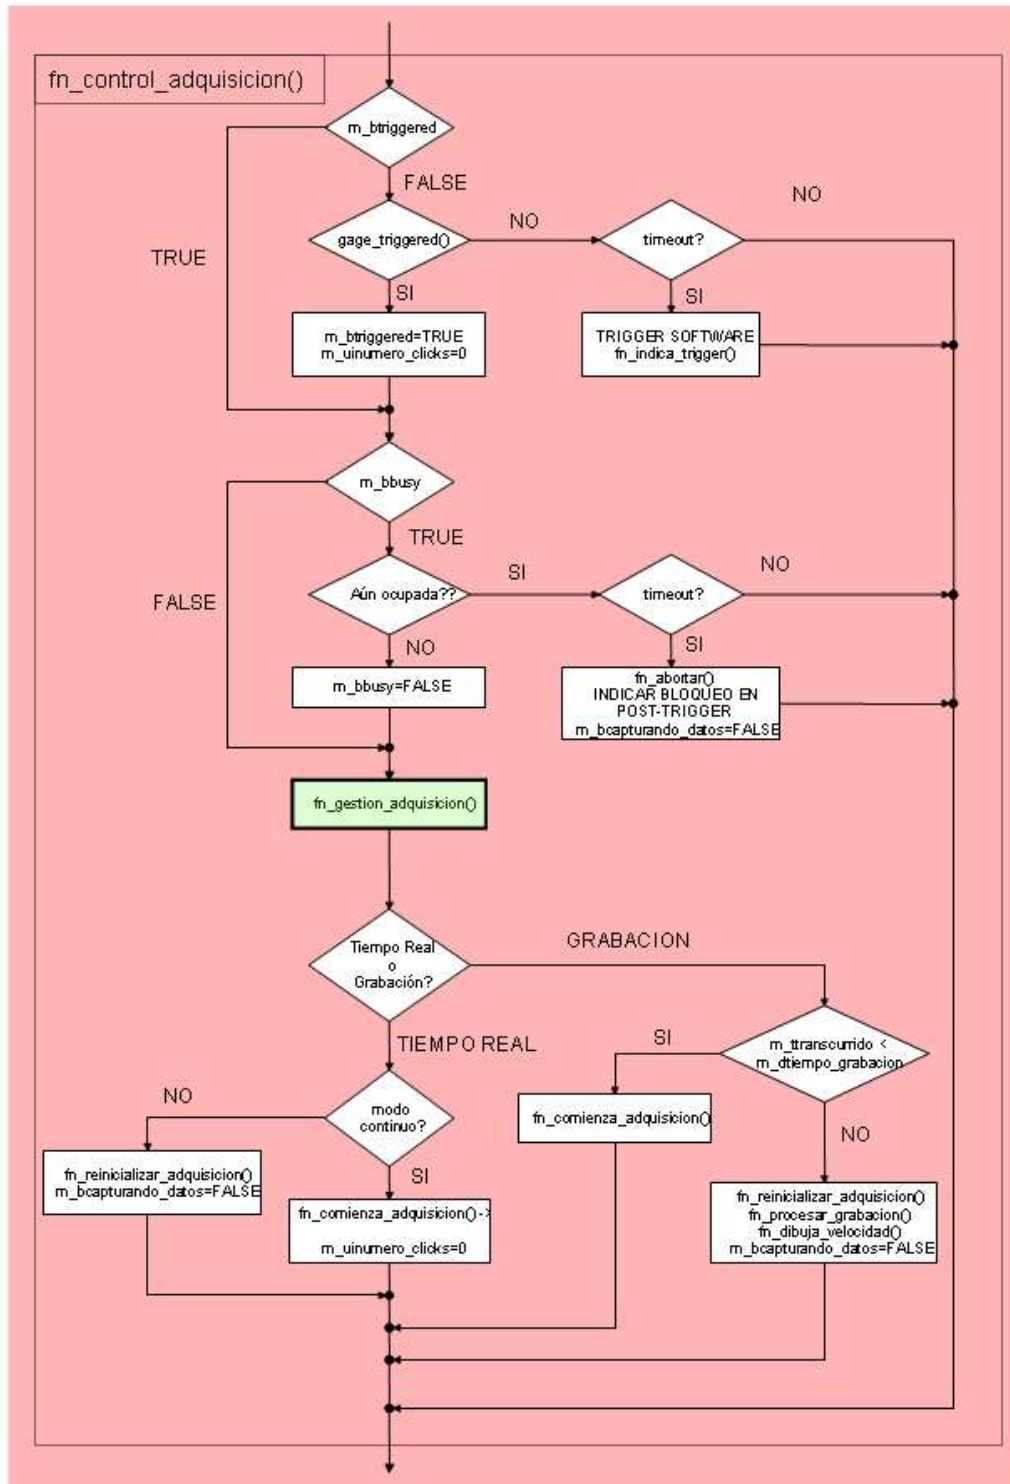 fn_control_adquisicion()
m_btriggered
FALSE
NO
NO
gage_triggered()
timeout?
TRUE
SI
SI
m_btriggered=TRUE
m_uinumero_clicks=0
TRIGGER SOFTWARE
fn_indica_trigger()
m_bbusy
TRUE
SI
NO
Aún ocupada??
timeout?
FALSE
NO
SI
m_bbusy=FALSE
fn_abortar()
INDICAR BLOQUEO EN
POST-TRIGGER
m_bcapturando_datos=FALSE
fn_gestion_adquisicion()
GRABACION
Tiempo Real
o
Grabación?
TIEMPO REAL
SI
m_ttranscurrido <
m_dtiempo_grabacion
NO
modo
continuo?
fn_comienza_adquisicion()
NO
SI
fn_reinicializar_adquisicion()
m_bcapturando_datos=FALSE
fn_comienza_adquisicion()->
m_uinumero_clicks=0
fn_reinicializar_adquisicion()
fn_procesar_grabacion()
fn_dibuja_velocidad()
m_bcapturando_datos=FALSE